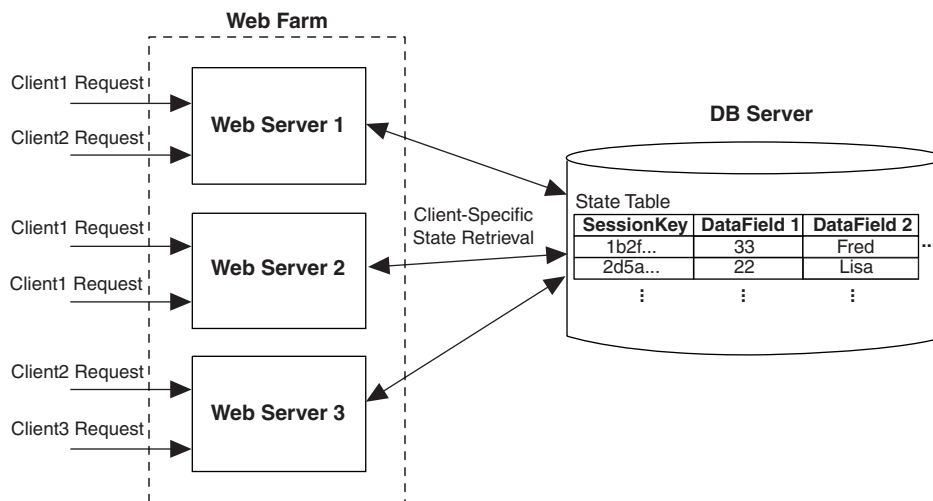 Web Farm
Client1 Request
Client2 Request
Web Server 1
Client1 Request
Client1 Request
Web Server 2
Client2 Request
Client3 Request
Web Server 3
Client-Specific
State Retrieval
DB Server
State Table
SessionKey DataField 1 DataField 2
1b2f... 33 Fred ...
2d5a... 22 Lisa
⋮ ⋮ ⋮